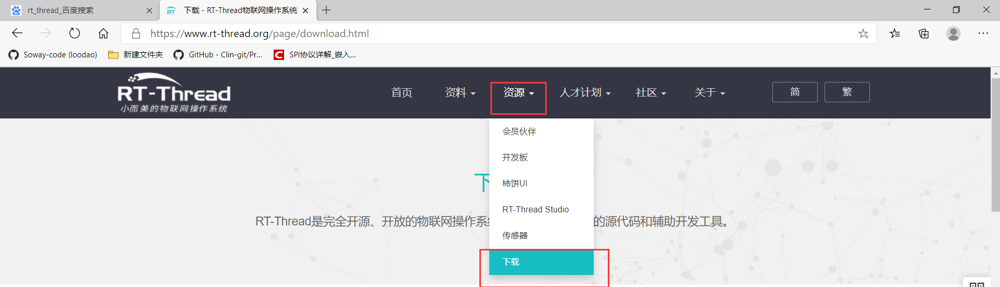 rt_thread_百度搜索
下载 - RT-Thread物联网操作系统
https://www.rt-thread.org/page/download.html
Soway-code (loodao)
新建文件夹
GitHub - Clin-git/Pr...
SPI协议详解_嵌入...
RT-Thread
小而美的物联网操作系统
首页
资料
资源
人才计划
社区
关于
简
繁
会员伙伴
开发板
柿饼UI
RT-Thread Studio
传感器
下载
下
RT-Thread是完全开源、开放的物联网操作系
的源代码和辅助开发工具。